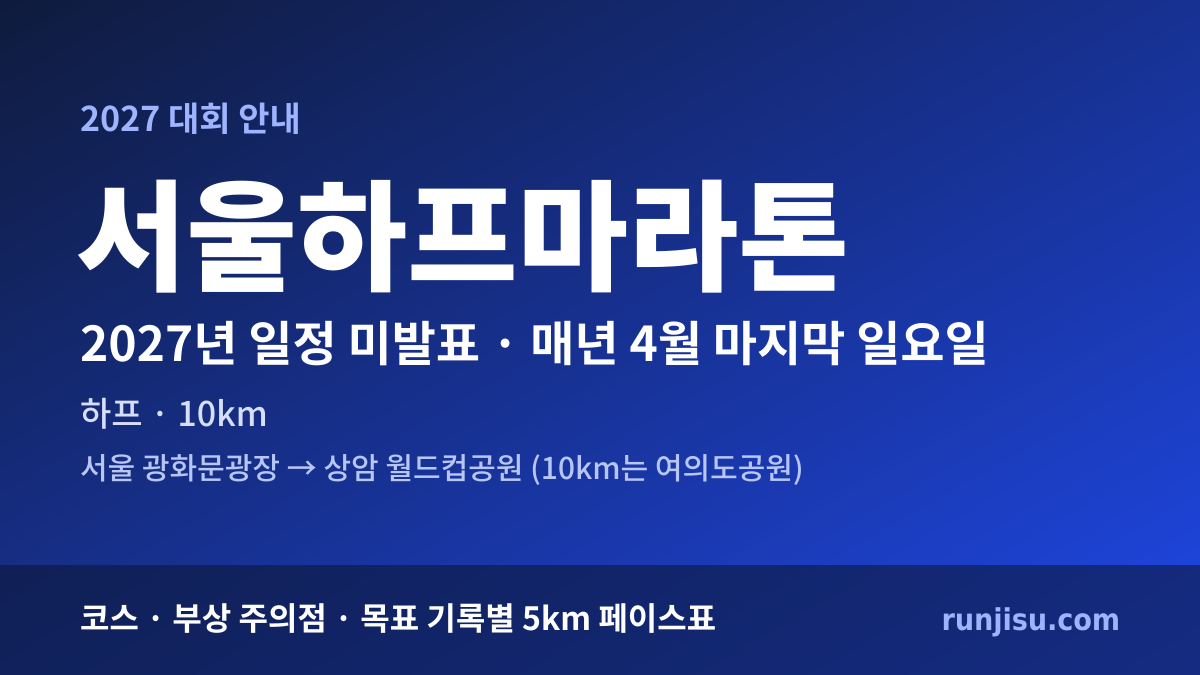 2027 대회 안내
서울하프마라톤
2027년 일정 미발표 · 매년 4월 마지막 일요일
하프 · 10km
서울 광화문광장 → 상암 월드컵공원 (10km는 여의도공원)
코스 · 부상 주의점 · 목표 기록별 5km 페이스표
runjisu.com